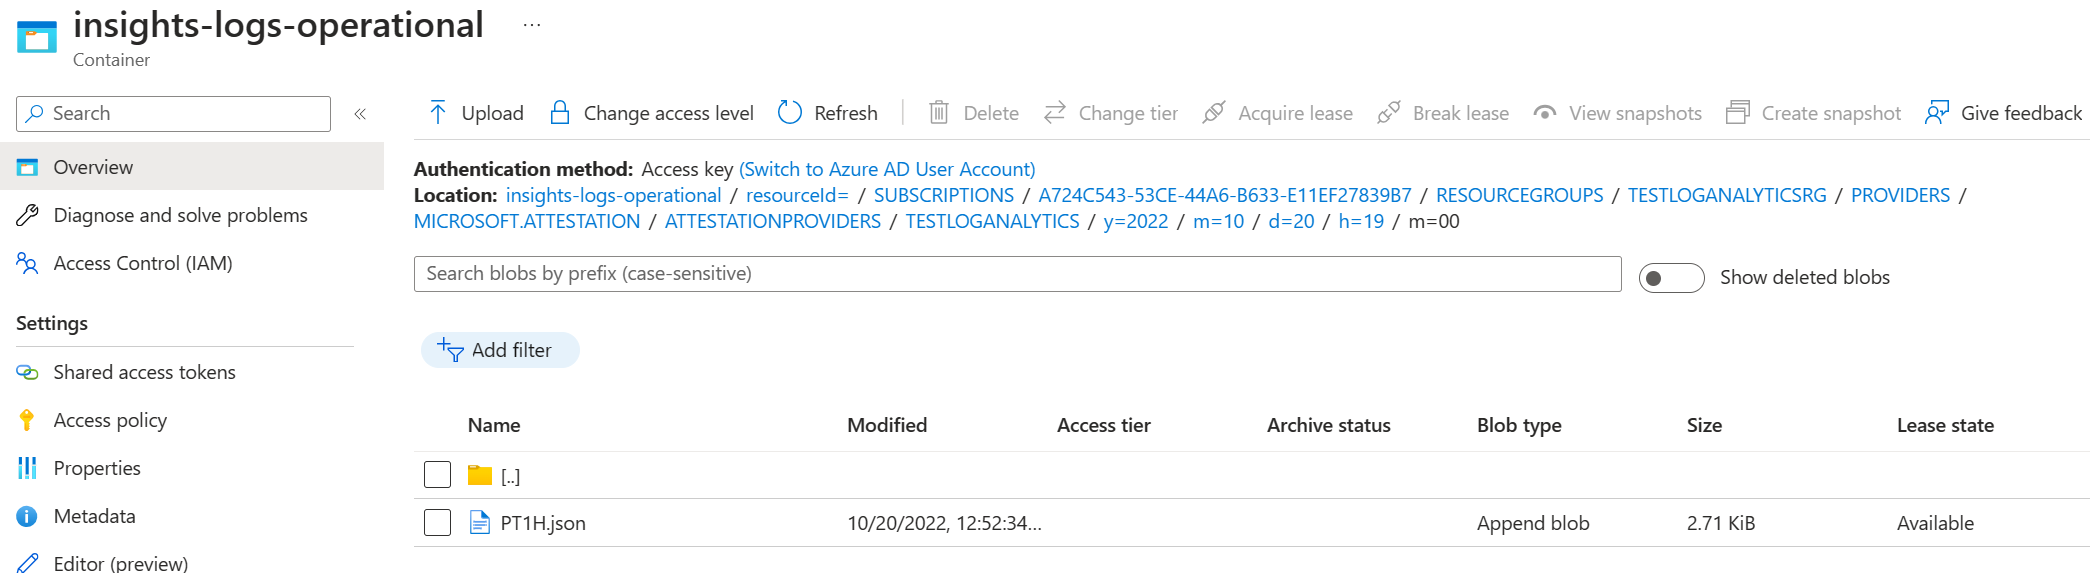 insights-logs-operational ...
Container
Search «
Upload Change access level Refresh Delete Change tier Acquire lease Break lease View snapshots Create snapshot Give feedback
Overview
Diagnose and solve problems
Access Control (IAM)
Settings
Shared access tokens
Access policy
Properties
Metadata
Editor (preview)
Authentication method: Access key (Switch to Azure AD User Account)
Location: insights-logs-operational / resourceId= / SUBSCRIPTIONS / A724C543-53CE-44A6-B633-E11EF27839B7 / RESOURCEGROUPS / TESTLOGANALYTICSRG / PROVIDERS /
MICROSOFT.ATTESTATION / ATTESTATIONPROVIDERS / TESTLOGANALYTICS / y=2022 / m=10 / d=20 / h=19 / m=00
Search blobs by prefix (case-sensitive) Show deleted blobs
Add filter
Name Modified Access tier Archive status Blob type Size Lease state
[..]
PT1H.json 10/20/2022, 12:52:34... Append blob 2.71 KiB Available